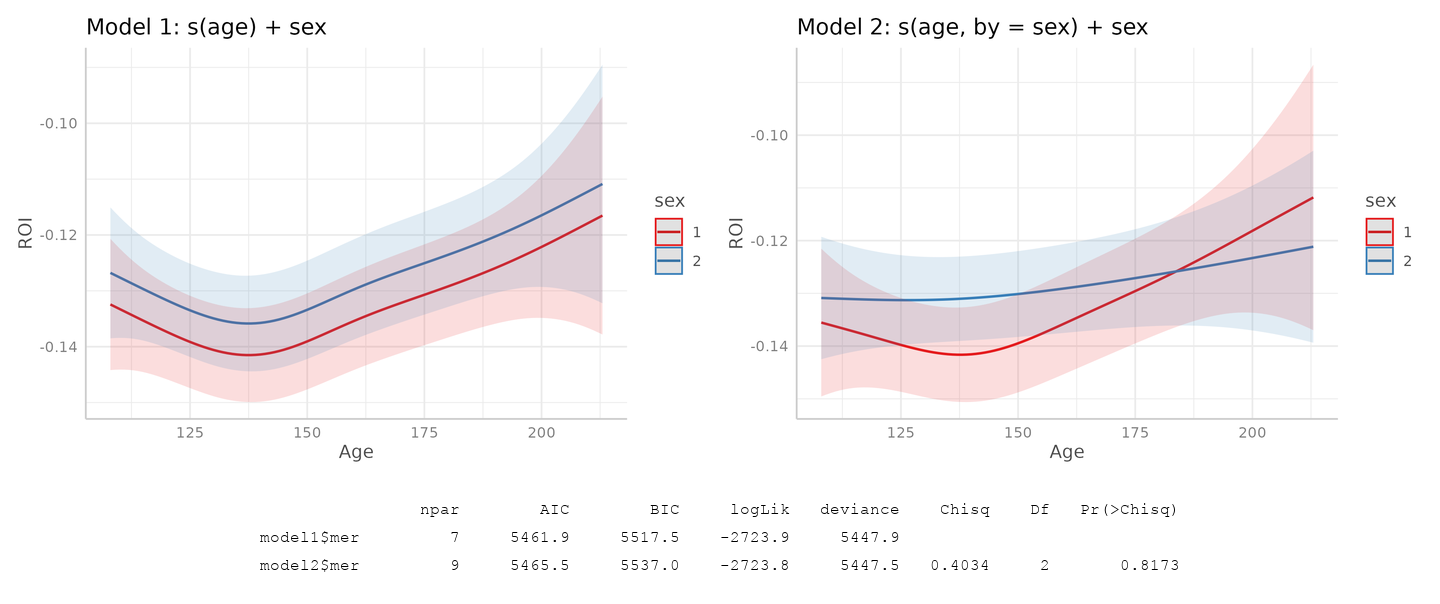 Model 1: s(age) + sex
-0.10
-0.12
-0.14
ROI
125 150 175 200
Age
sex
1
2
Model 2: s(age, by = sex) + sex
-0.10
-0.12
-0.14
ROI
125 150 175 200
Age
sex
1
2
npar AIC BIC logLik deviance Chisq Df Pr(>Chisq)
model1$mer 7 5461.9 5517.5 -2723.9 5447.9
model2$mer 9 5465.5 5537.0 -2723.8 5447.5 0.4034 2 0.8173